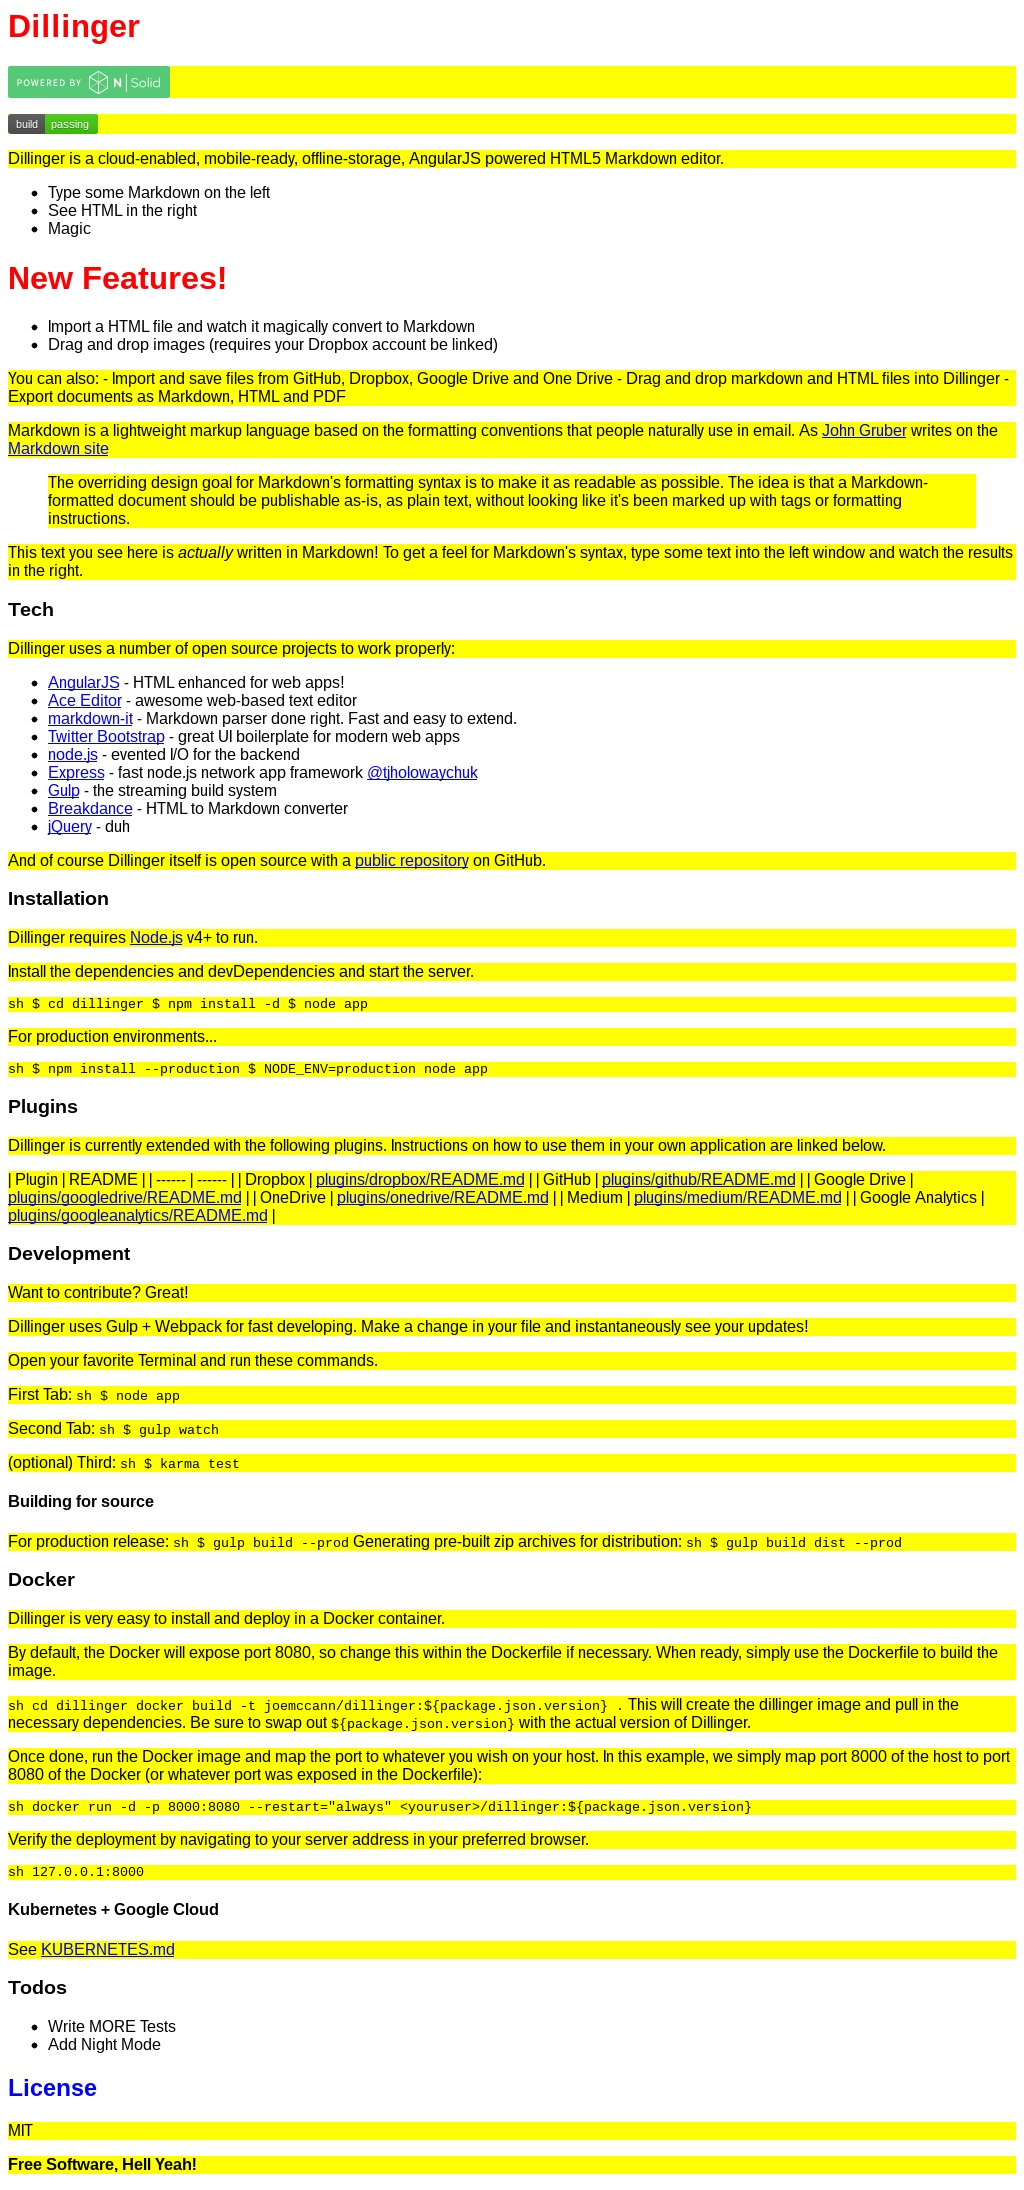 Dillinger
POWERED BY N | Solid
build passing
Dillinger is a cloud-enabled, mobile-ready, offline-storage, AngularJS powered HTML5 Markdown editor.
• Type some Markdown on the left
• See HTML in the right
• Magic
New Features!
• Import a HTML file and watch it magically convert to Markdown
• Drag and drop images (requires your Dropbox account be linked)
You can also: - Import and save files from GitHub, Dropbox, Google Drive and One Drive - Drag and drop markdown and HTML files into Dillinger -
Export documents as Markdown, HTML and PDF
Markdown is a lightweight markup language based on the formatting conventions that people naturally use in email. As John Gruber writes on the
Markdown site
The overriding design goal for Markdown's formatting syntax is to make it as readable as possible. The idea is that a Markdown-
formatted document should be publishable as-is, as plain text, without looking like it's been marked up with tags or formatting
instructions.
This text you see here is actually written in Markdown! To get a feel for Markdown's syntax, type some text into the left window and watch the results
in the right.
Tech
Dillinger uses a number of open source projects to work properly:
• AngularJS - HTML enhanced for web apps!
• Ace Editor - awesome web-based text editor
• markdown-it - Markdown parser done right. Fast and easy to extend.
• Twitter Bootstrap - great UI boilerplate for modern web apps
• node.js - evented I/O for the backend
• Express - fast node.js network app framework @tjholowaychuk
• Gulp - the streaming build system
• Breakdance - HTML to Markdown converter
• jQuery - duh
And of course Dillinger itself is open source with a public repository on GitHub.
Installation
Dillinger requires Node.js v4+ to run.
Install the dependencies and devDependencies and start the server.
sh $ cd dillinger $ npm install -d $ node app
For production environments...
sh $ npm install --production $ NODE_ENV=production node app
Plugins
Dillinger is currently extended with the following plugins. Instructions on how to use them in your own application are linked below.
| Plugin | README | | ------ | ------ | | Dropbox | plugins/dropbox/README.md | | GitHub | plugins/github/README.md | | Google Drive |
plugins/googledrive/README.md | | OneDrive | plugins/onedrive/README.md | | Medium | plugins/medium/README.md | | Google Analytics |
plugins/googleanalytics/README.md |
Development
Want to contribute? Great!
Dillinger uses Gulp + Webpack for fast developing. Make a change in your file and instantaneously see your updates!
Open your favorite Terminal and run these commands.
First Tab: sh $ node app
Second Tab: sh $ gulp watch
(optional) Third: sh $ karma test
Building for source
For production release: sh $ gulp build --prod Generating pre-built zip archives for distribution: sh $ gulp build dist --prod
Docker
Dillinger is very easy to install and deploy in a Docker container.
By default, the Docker will expose port 8080, so change this within the Dockerfile if necessary. When ready, simply use the Dockerfile to build the
image.
sh cd dillinger docker build -t joemccann/dillinger:${package.json.version} . This will create the dillinger image and pull in the
necessary dependencies. Be sure to swap out ${package.json.version} with the actual version of Dillinger.
Once done, run the Docker image and map the port to whatever you wish on your host. In this example, we simply map port 8000 of the host to port
8080 of the Docker (or whatever port was exposed in the Dockerfile):
sh docker run -d -p 8000:8080 --restart="always" <youruser>/dillinger:${package.json.version}
Verify the deployment by navigating to your server address in your preferred browser.
sh 127.0.0.1:8000
Kubernetes + Google Cloud
See KUBERNETES.md
Todos
• Write MORE Tests
• Add Night Mode
License
MIT
Free Software, Hell Yeah!